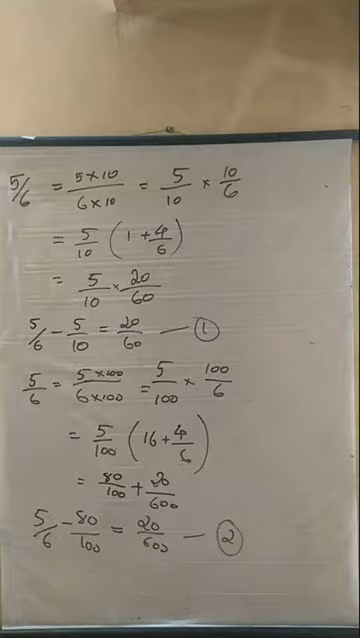 5/6 = 5×10/6×10 = 5/10 × 10/6
= 5/10 (1 + 4/6)
= 5/10 × 20/60
5/6 - 5/10 = 20/60 — ①
5/6 = 5×100/6×100 = 5/100 × 100/6
= 5/100 (16 + 4/6)
= 80/100 + 20/600
5/6 - 80/100 = 20/600 — ②